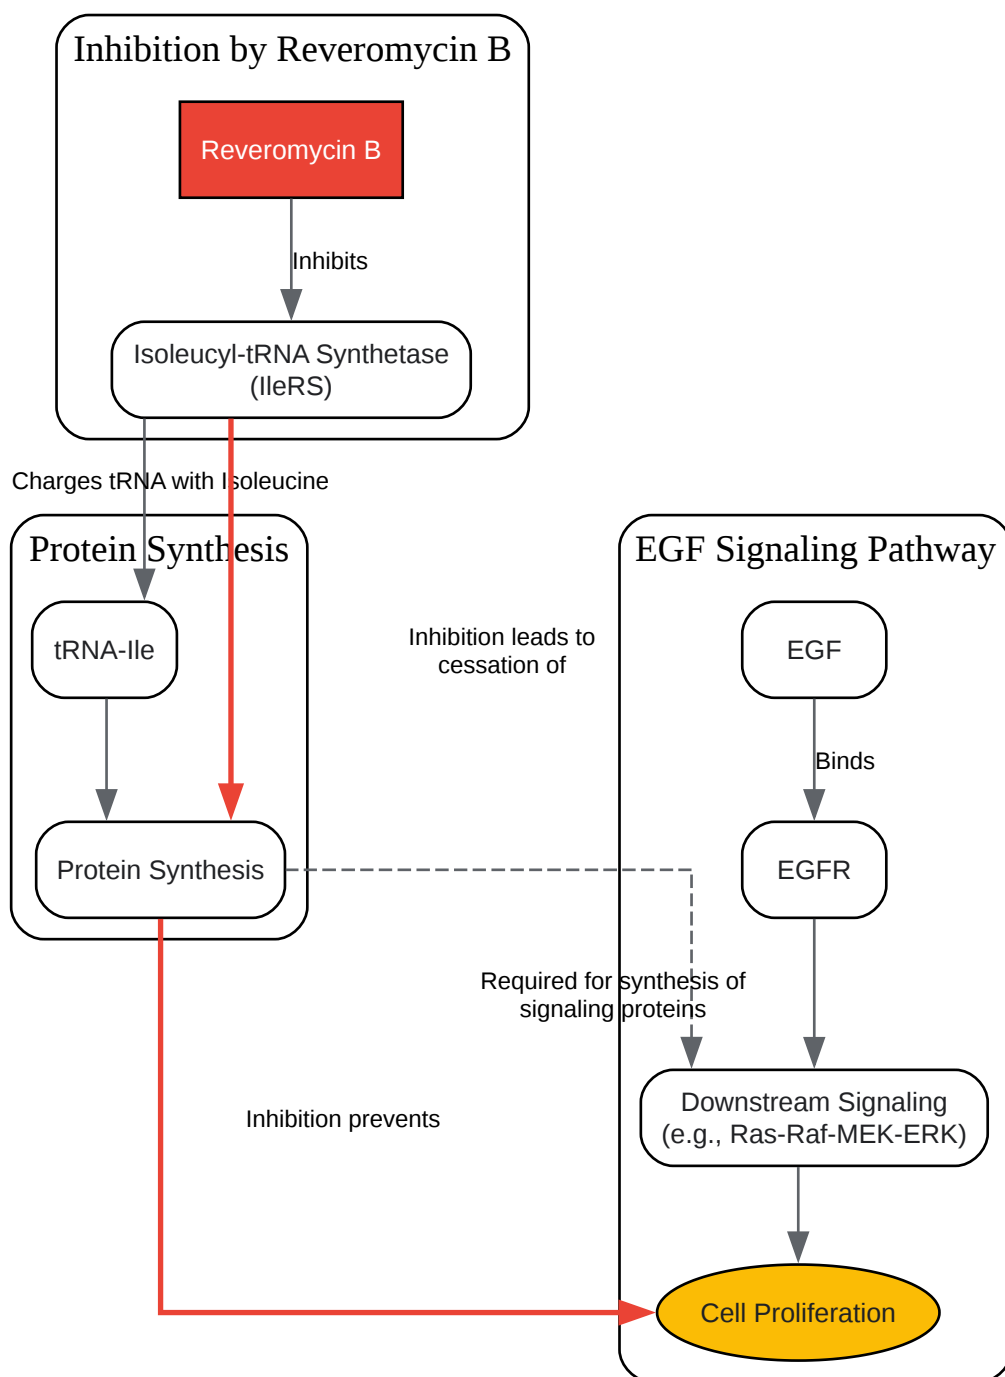 Inhibition by Reveromycin B
Reveromycin B
Inhibits
Isoleucyl-tRNA Synthetase
(IleRS)
Charges tRNA with Isoleucine
Protein Synthesis
EGF Signaling Pathway
tRNA-Ile
Inhibition leads to
cessation of
EGF
Binds
Protein Synthesis
EGFR
Required for synthesis of
signaling proteins
Downstream Signaling
(e.g., Ras-Raf-MEK-ERK)
Inhibition prevents
Cell Proliferation